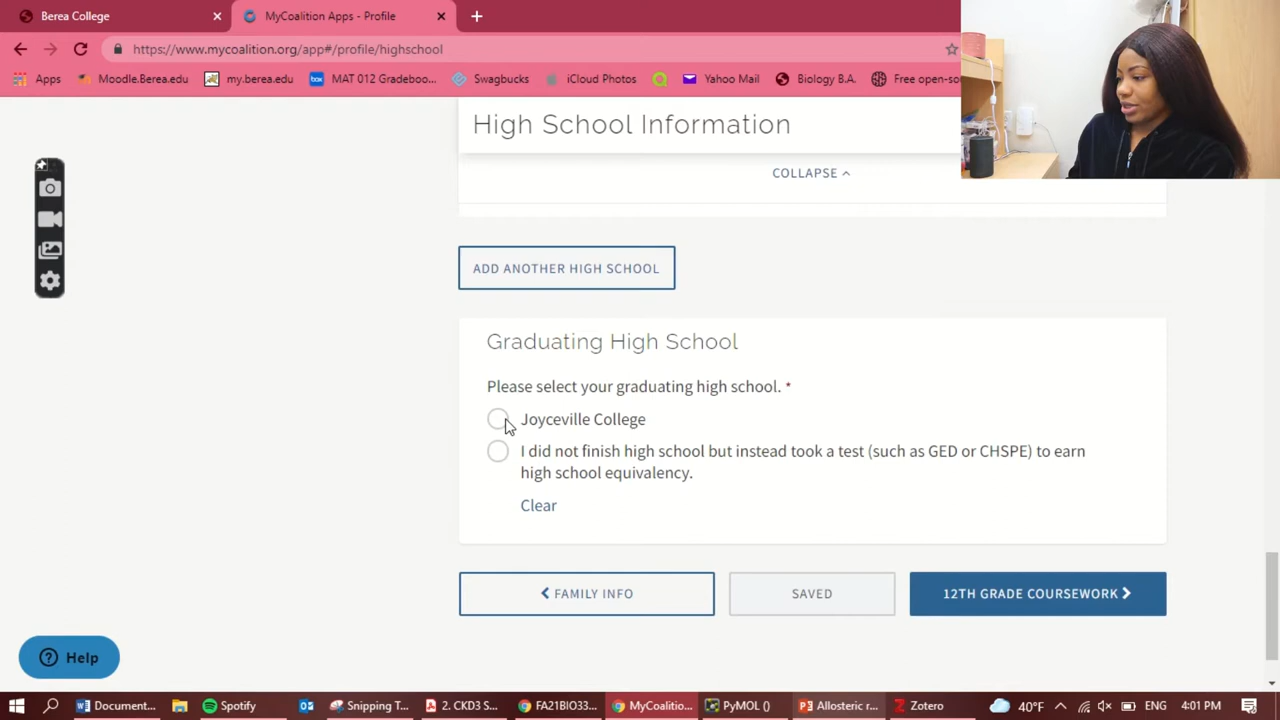 Berea College
MyCoalition Apps - Profile
https://www.mycoalition.org/app#/profile/highschool
Apps
Moodle.Berea.edu
my.berea.edu
box
MAT 012 Gradeboo...
Swagbucks
iCloud Photos
Yahoo Mail
Biology B.A.
Free open-so
High School Information
COLLAPSE
ADD ANOTHER HIGH SCHOOL
Graduating High School
Please select your graduating high school. *
Joyceville College
I did not finish high school but instead took a test (such as GED or CHSPE) to earn
high school equivalency.
Clear
FAMILY INFO
SAVED
12TH GRADE COURSEWORK
? Help
Document...
Spotify
Snipping T...
2. CKD3 S...
FA21BIO33...
MyCoalitio...
PyMOL ()
Allosteric r...
Zotero
40°F
ENG
4:01 PM